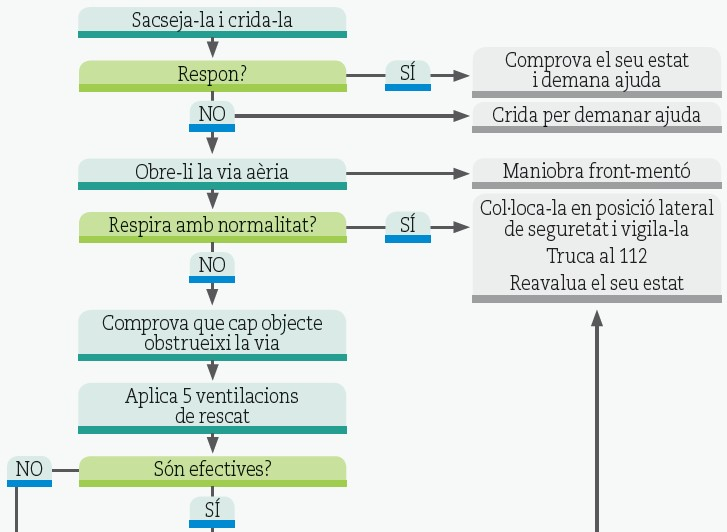 Sacseja-la i crida-la
Respon?
SÍ
Comprova el seu estat
i demana ajuda
NO
Crida per demanar ajuda
Obre-li la via aèria
Maniobra front-mentó
Respira amb normalitat?
SÍ
Col·loca-la en posició lateral
de seguretat i vigila-la
Truca al 112
Reavalua el seu estat
NO
Comprova que cap objecte
obstrueixi la via
Aplica 5 ventilacions
de rescat
NO
Són efectives?
SÍ